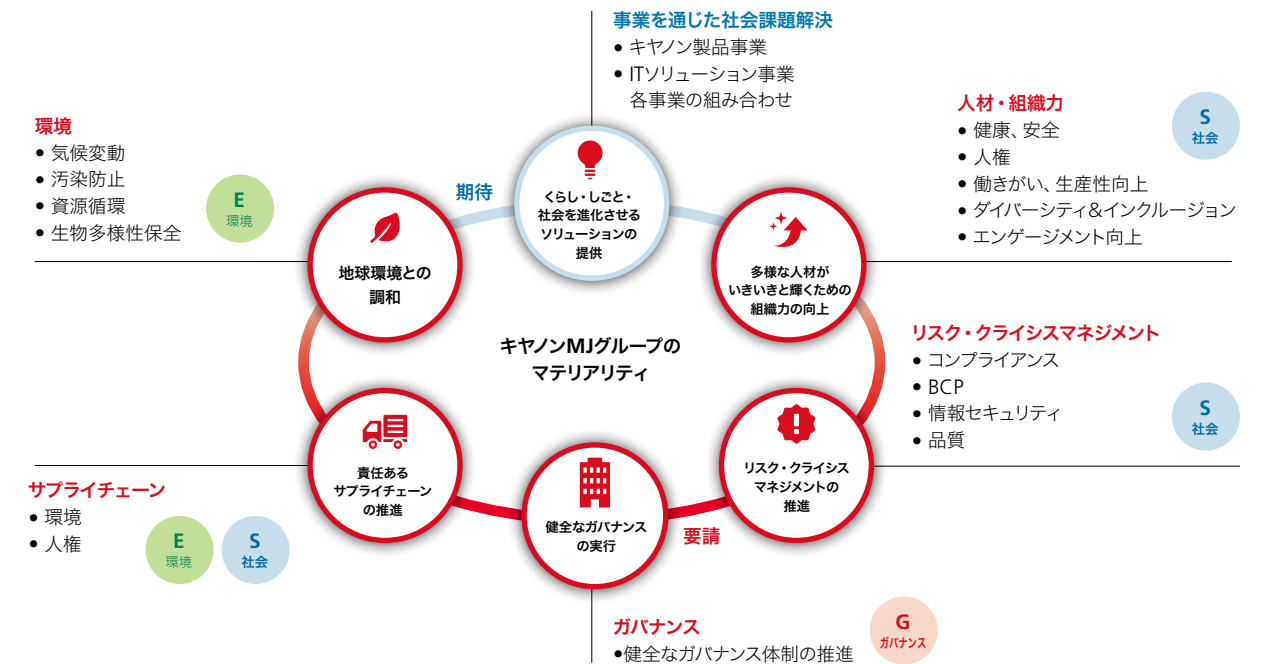 事業を通じた社会課題解決
• キヤノン製品事業
• ITソリューション事業
各事業の組み合わせ
環境
• 気候変動
• 汚染防止
• 資源循環
• 生物多様性保全
E
環境
人材・組織力
• 健康、安全
• 人権
• 働きがい、生産性向上
• ダイバーシティ&インクルージョン
• エンゲージメント向上
S
社会
期待
くらし・しごと・
社会を進化させる
ソリューションの
提供
地球環境との
調和
多様な人材が
いきいきと輝くための
組織力の向上
キヤノンMJグループの
マテリアリティ
リスク・クライシスマネジメント
• コンプライアンス
• BCP
• 情報セキュリティ
• 品質
S
社会
責任ある
サプライチェーン
の推進
健全なガバナンス
の実行
リスク・クライシス
マネジメントの
推進
要請
サプライチェーン
• 環境
• 人権
E
環境
S
社会
ガバナンス
•健全なガバナンス体制の推進
G
ガバナンス